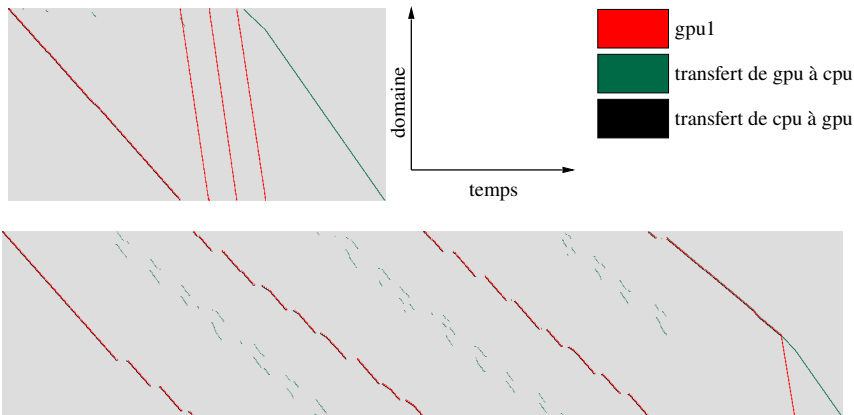 gpu1
transfert de gpu à cpu
transfert de cpu à gpu
domaine
temps